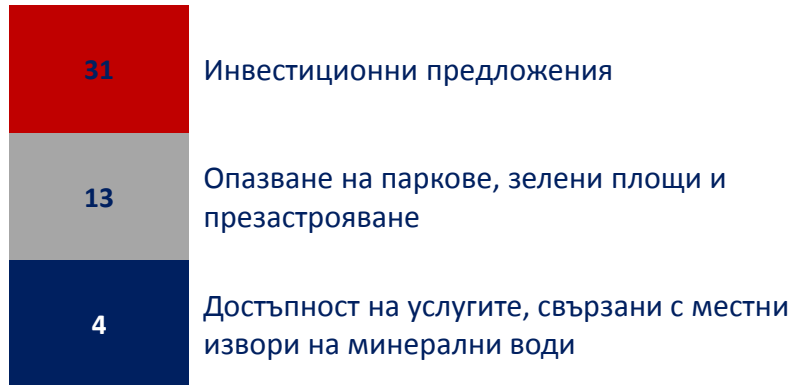 31
Инвестиционни предложения
13
Опазване на паркове, зелени площи и
презастрояване
4
Достъпност на услугите, свързани с местни
извори на минерални води